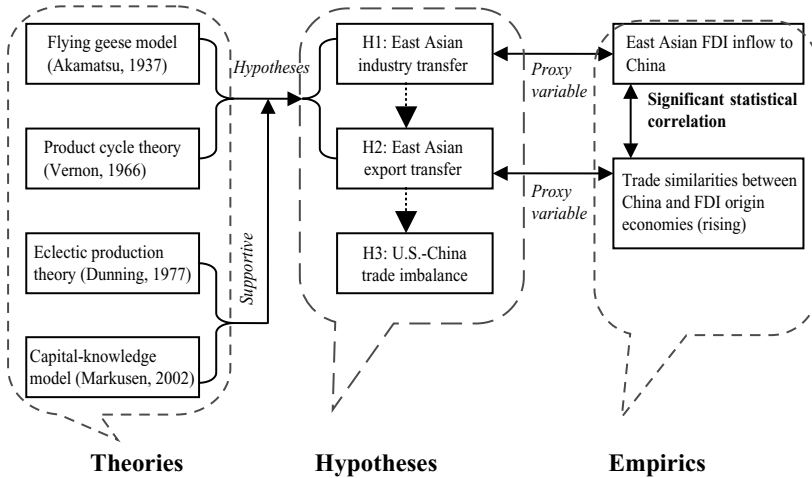 Flying geese model
(Akamatsu, 1937)
Product cycle theory
(Vernon, 1966)
Eclectic production
theory (Dunning, 1977)
Capital-knowledge
model (Markusen, 2002)
Hypotheses
Supportive
H1: East Asian
industry transfer
H2: East Asian
export transfer
H3: U.S.-China
trade imbalance
Proxy
variable
Proxy
variable
East Asian FDI inflow to
China
Significant statistical
correlation
Trade similarities between
China and FDI origin
economies (rising)
Theories
Hypotheses
Empirics